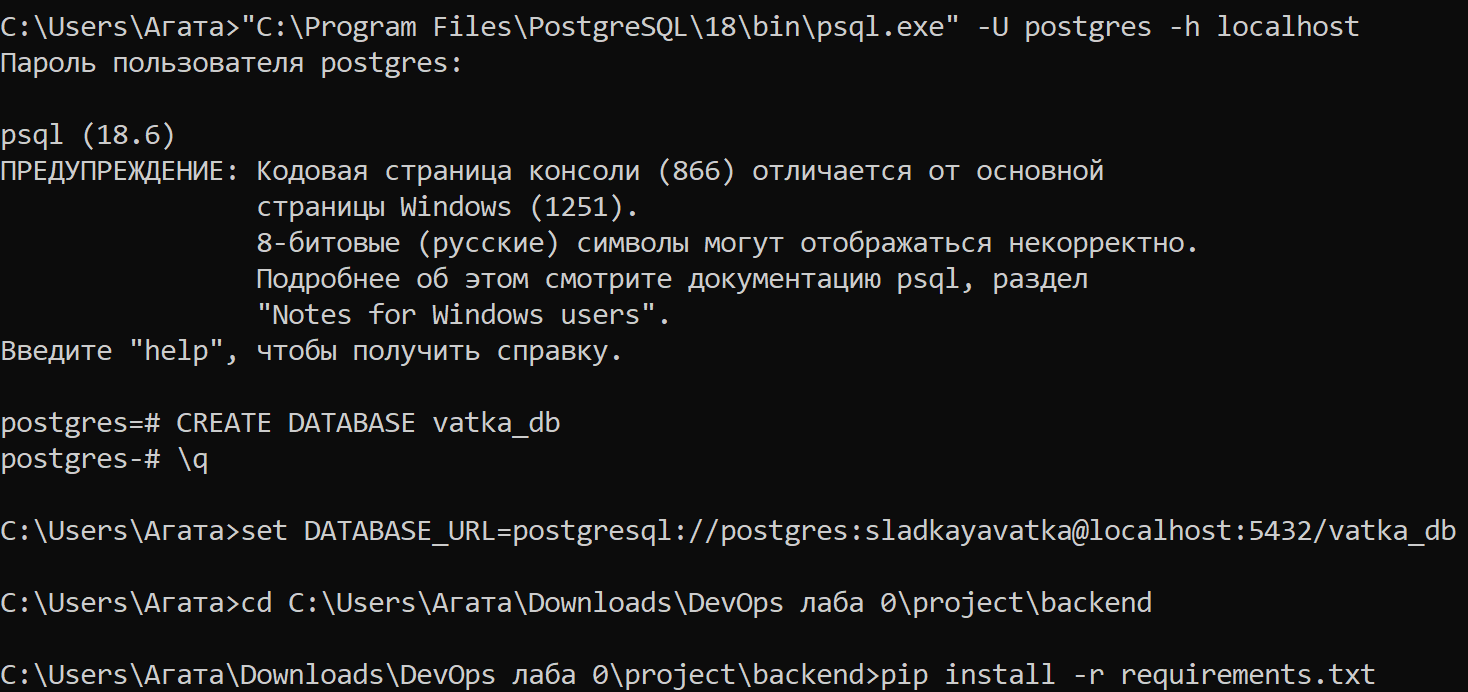 C:\Users\Агата>"C:\Program Files\PostgreSQL\18\bin\psql.exe" -U postgres -h localhost
Пароль пользователя postgres:
psql (18.6)
ПРЕДУПРЕЖДЕНИЕ: Кодовая страница консоли (866) отличается от основной
страницы Windows (1251).
8-битовые (русские) символы могут отображаться некорректно.
Подробнее об этом смотрите документацию psql, раздел
"Notes for Windows users".
Введите "help", чтобы получить справку.
postgres=# CREATE DATABASE vatka_db
postgres-# \q
C:\Users\Агата>set DATABASE_URL=postgresql://postgres:sladkayavatka@localhost:5432/vatka_db
C:\Users\Агата>cd C:\Users\Агата\Downloads\DevOps лаба 0\project\backend
C:\Users\Агата\Downloads\DevOps лаба 0\project\backend>pip install -r requirements.txt